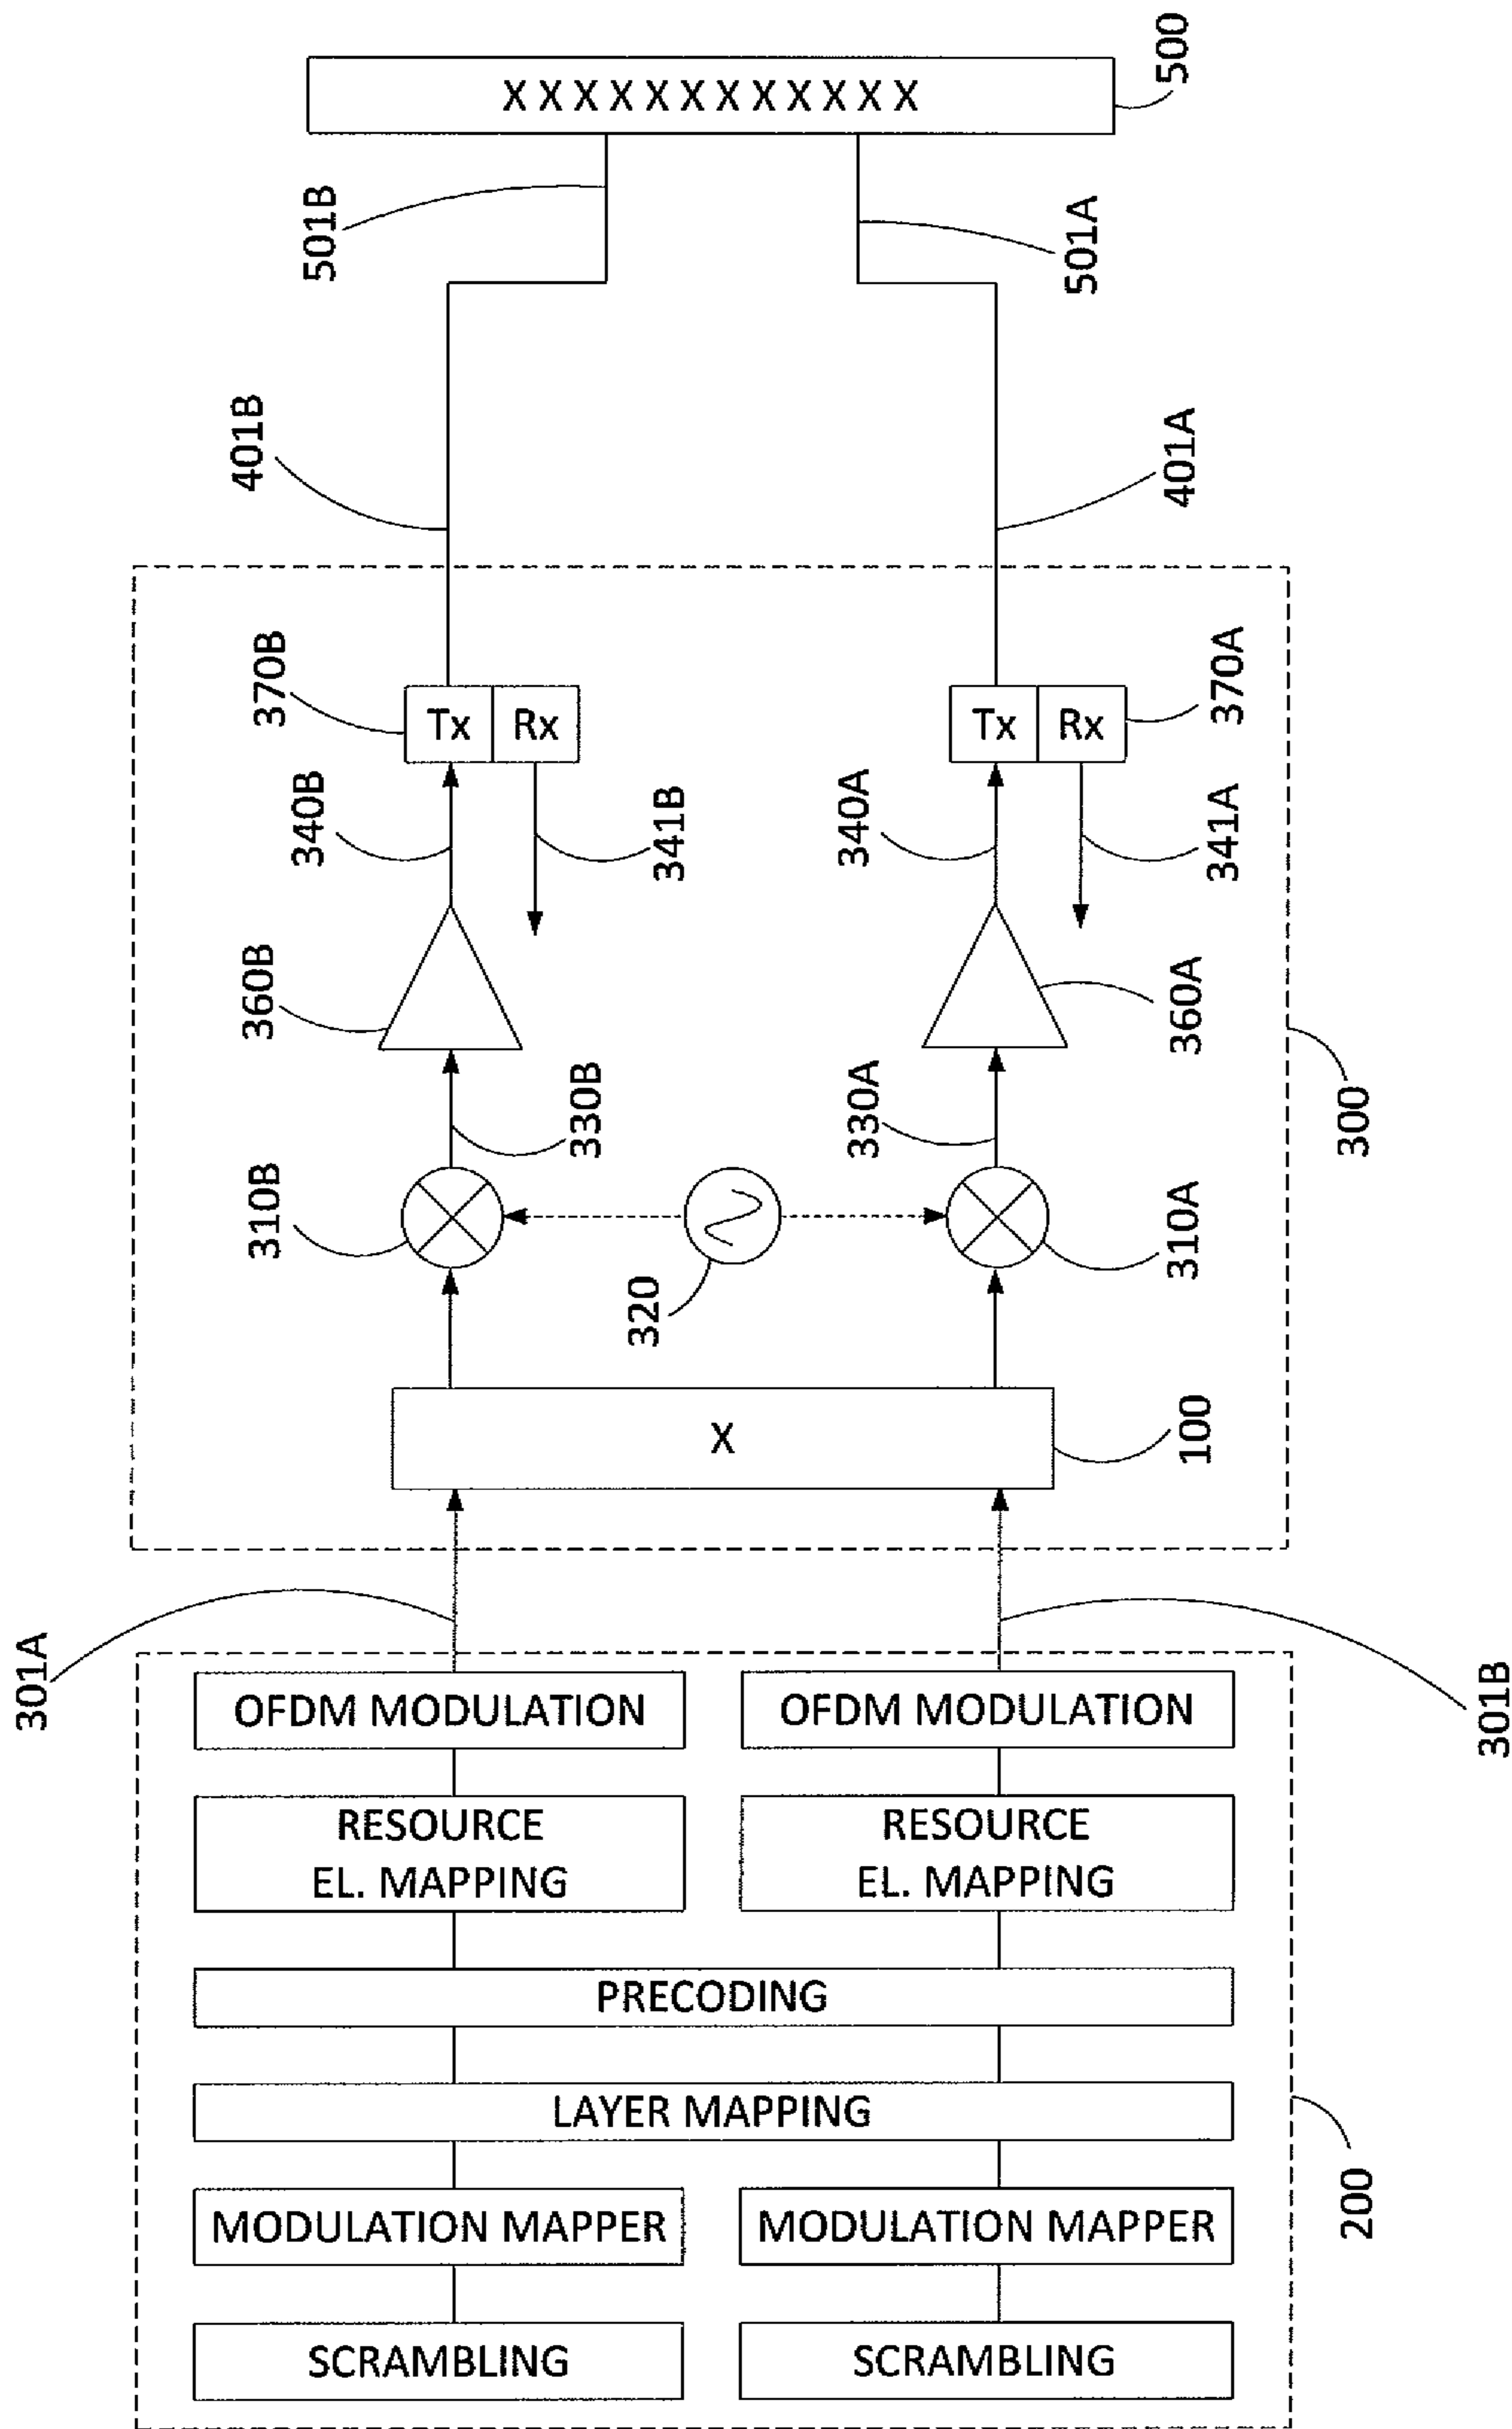 X X X X X X X X X X X X
500
501B
501A
401B
401A
370B
Tx
Rx
Tx
Rx
370A
340B
341B
340A
341A
360B
360A
330B
330A
300
310B
320
310A
X
100
301A
301B
OFDM MODULATION
OFDM MODULATION
RESOURCE
EL. MAPPING
RESOURCE
EL. MAPPING
PRECODING
LAYER MAPPING
200
MODULATION MAPPER
MODULATION MAPPER
SCRAMBLING
SCRAMBLING